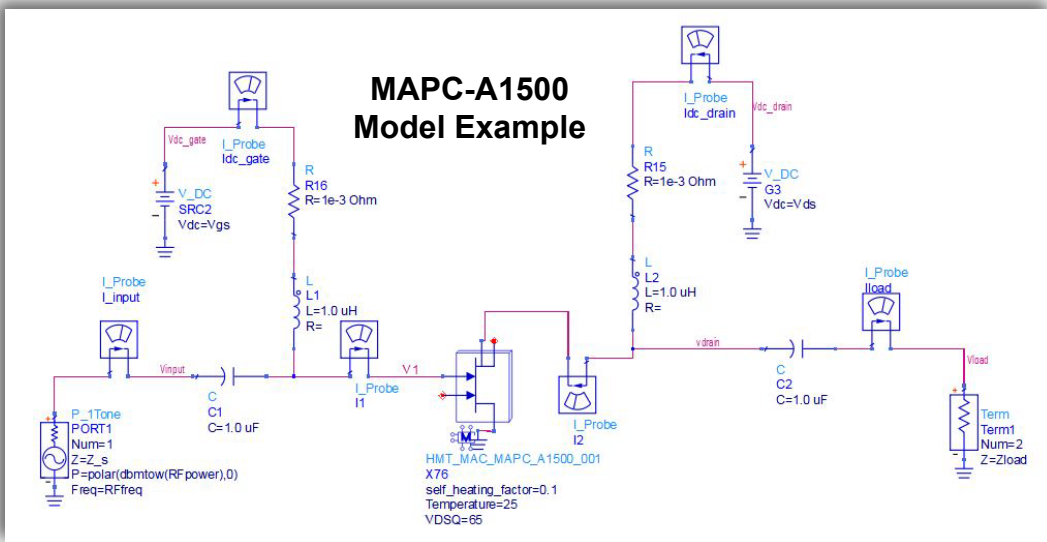 MAPC-A1500
Model Example
I_Probe
Idc_gate
Vdc_gate
V_DC
SRC2
Vdc=Vgs
R
R16
R=1e-3 Ohm
L
L1
L=1.0 uH
R=
I_Probe
I_input
Vinput
C
C1
C=1.0 uF
I_Probe
I1
V1
P_1Tone
PORT1
Num=1
Z=Z_s
P=polar(dbmtow(RFpower),0)
Freq=RFfreq
M
HMT_MAC_MAPC_A1500_001
X76
self_heating_factor=0.1
Temperature=25
VDSQ=65
I_Probe
I2
I_Probe
Idc_drain
Vdc_drain
R
R15
R=1e-3 Ohm
V_DC
G3
Vdc=Vds
L
L2
L=1.0 uH
R=
vdrain
C
C2
C=1.0 uF
I_Probe
Iload
Vload
Term
Term1
Num=2
Z=Zload